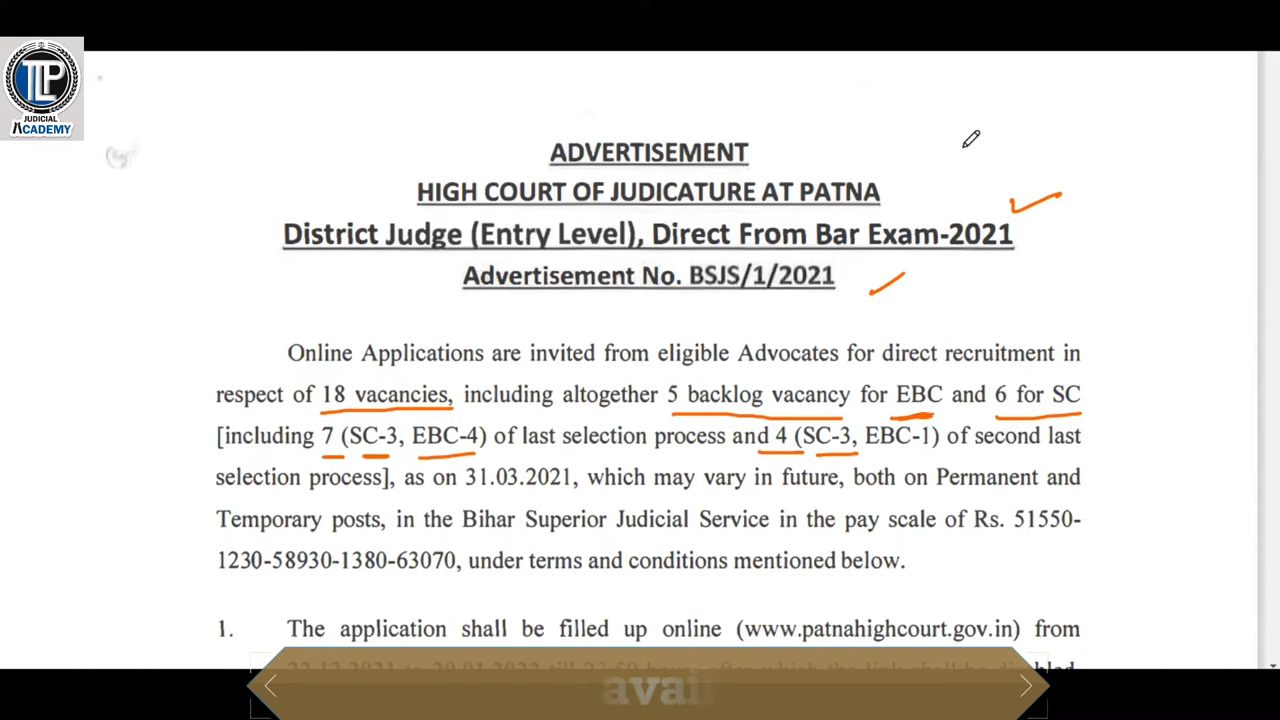 TLP
JUDICIAL
ACADEMY
ADVERTISEMENT
HIGH COURT OF JUDICATURE AT PATNA
District Judge (Entry Level), Direct From Bar Exam-2021
Advertisement No. BSJS/1/2021
Online Applications are invited from eligible Advocates for direct recruitment in
respect of 18 vacancies, including altogether 5 backlog vacancy for EBC and 6 for SC
[including 7 (SC-3, EBC-4) of last selection process and 4 (SC-3, EBC-1) of second last
selection process], as on 31.03.2021, which may vary in future, both on Permanent and
Temporary posts, in the Bihar Superior Judicial Service in the pay scale of Rs. 51550-
1230-58930-1380-63070, under terms and conditions mentioned below.
1. The application shall be filled up online (www.patnahighcourt.gov.in) from
avail